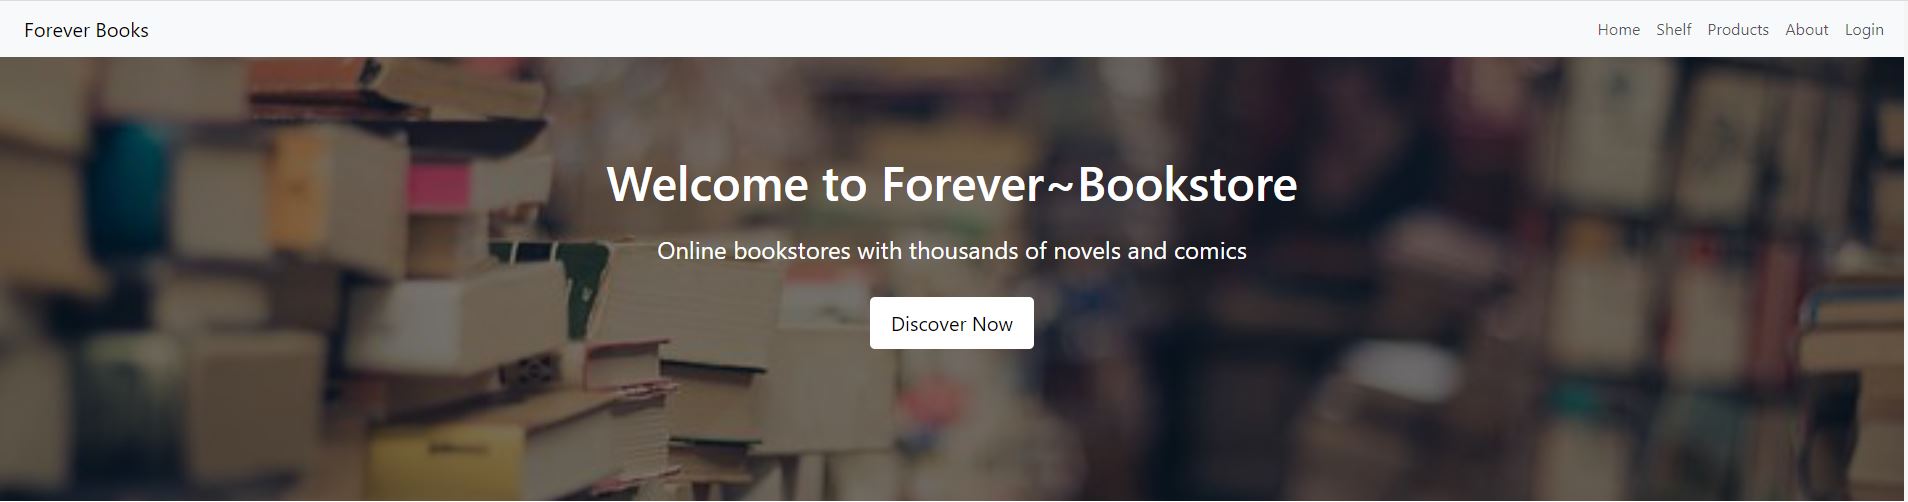 Forever Books
Home Shelf Products About Login
Welcome to Forever~Bookstore
Online bookstores with thousands of novels and comics
Discover Now